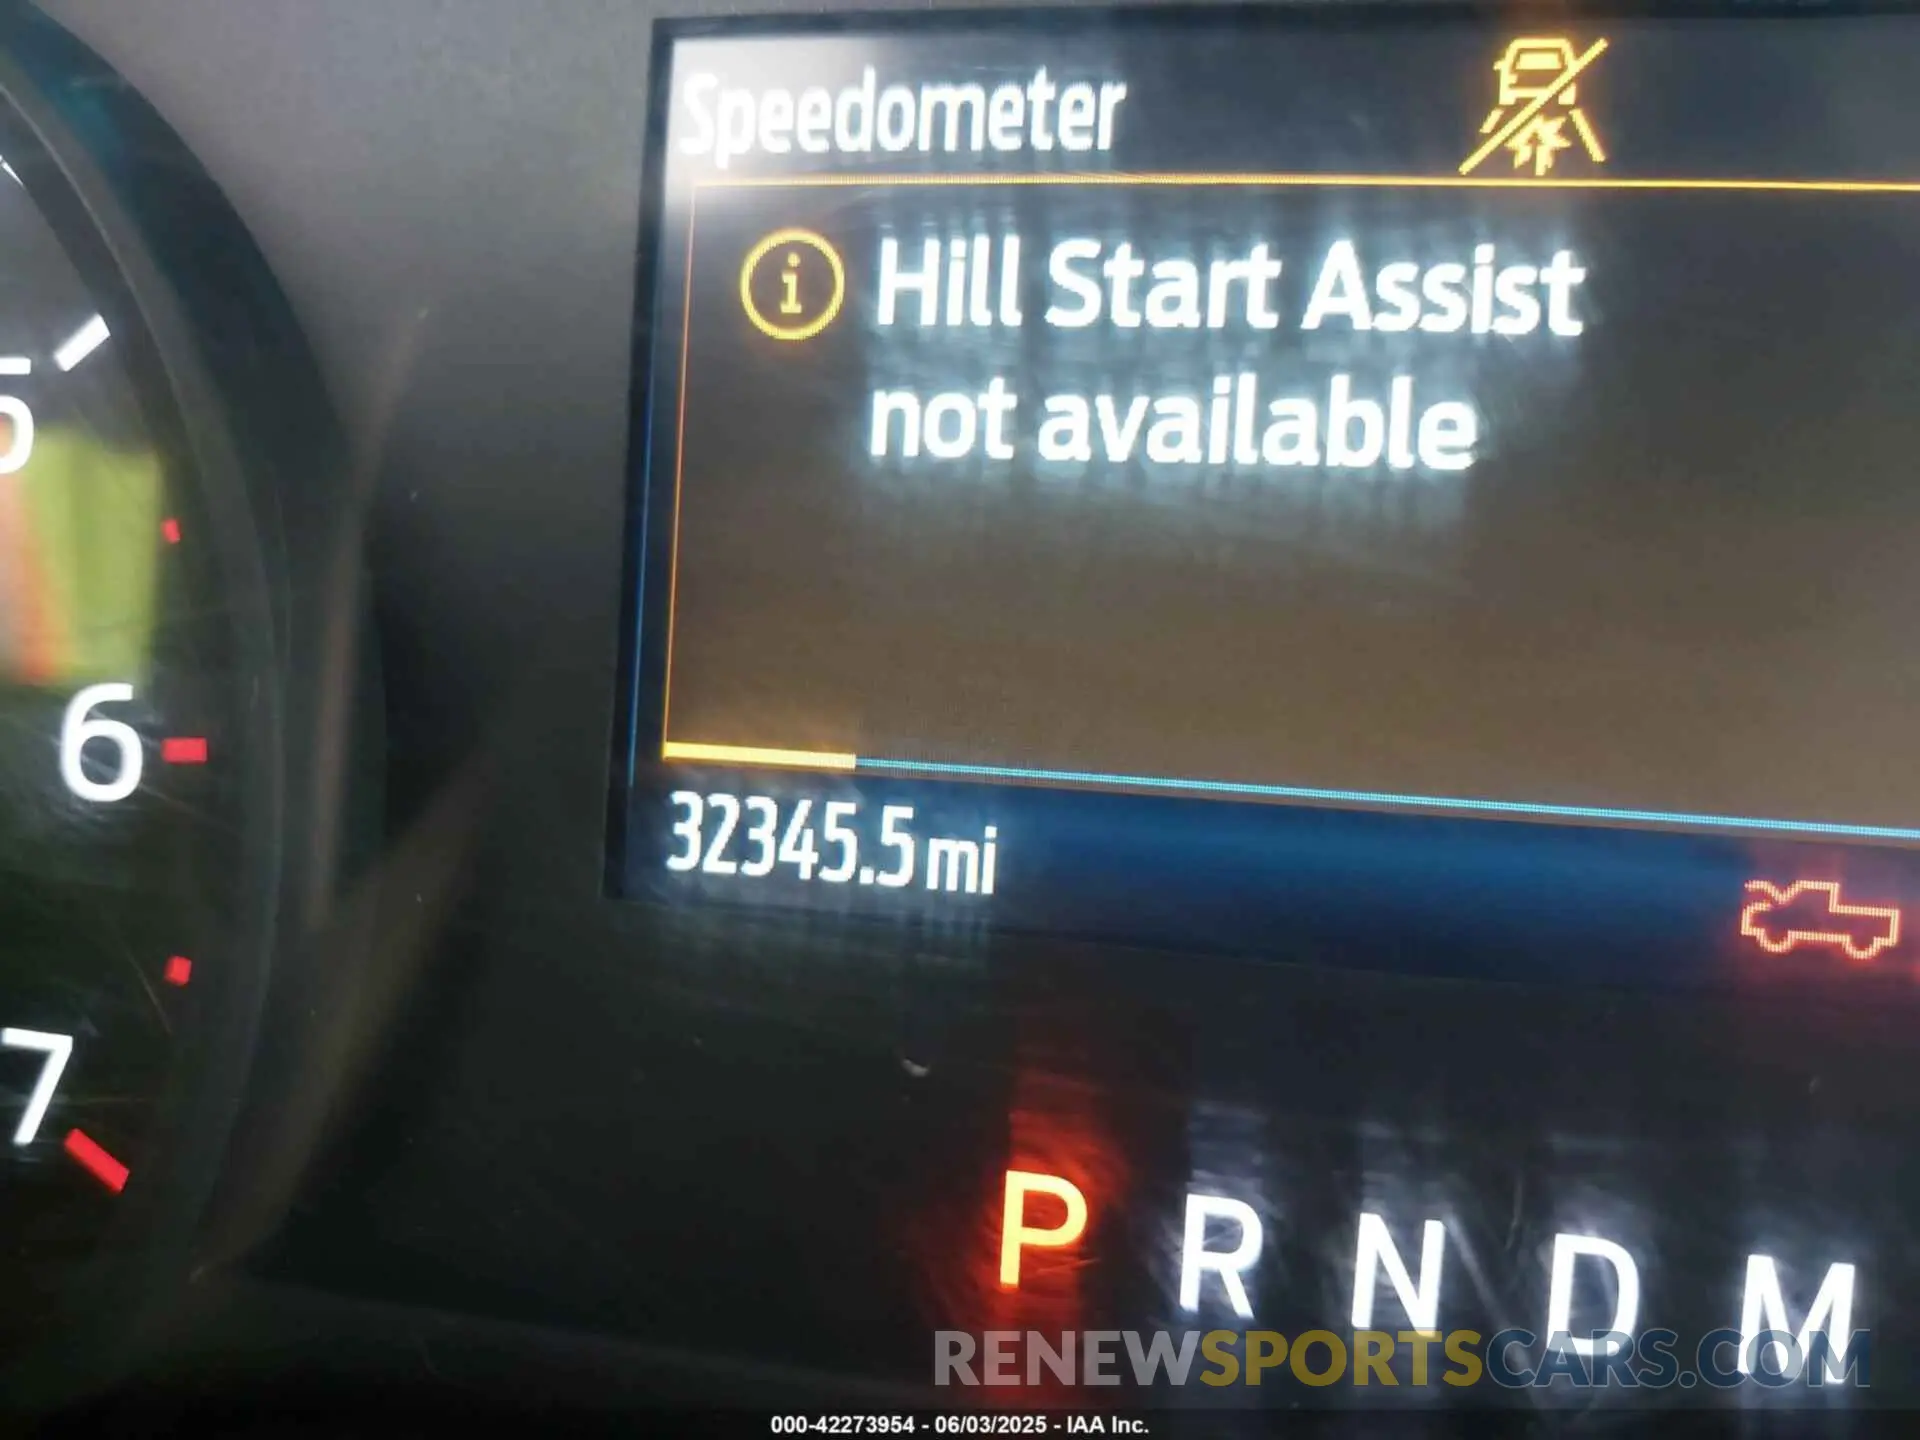 Speedometer
i Hill Start Assist
not available
5
6
7
32345.5 mi
P R N D M
RENEWSPORTSCARS.COM
000-42273954 - 06/03/2025 - IAA Inc.